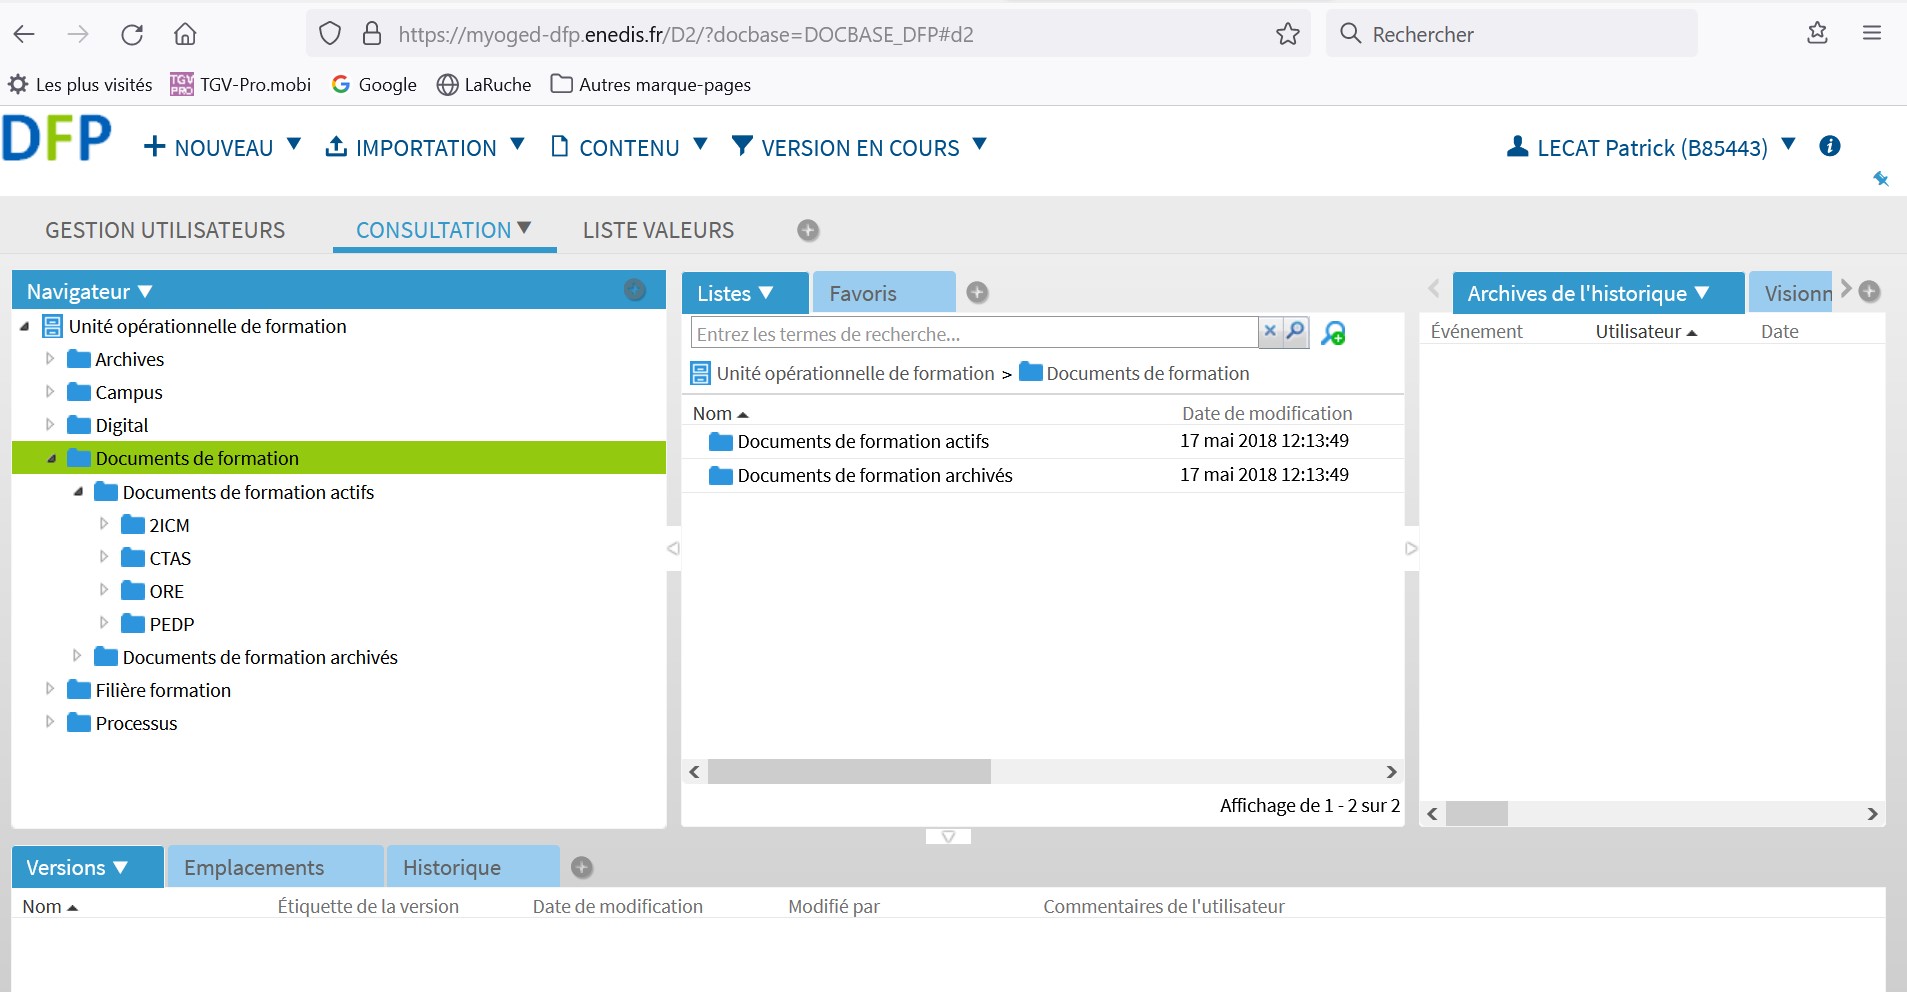 https://myoged-dfp.enedis.fr/D2/?docbase=DOCBASE_DFP#d2
Rechercher
Les plus visités
TGV PRO
TGV-Pro.mobi
Google
LaRuche
Autres marque-pages
DFP
NOUVEAU
IMPORTATION
CONTENU
VERSION EN COURS
LECAT Patrick (B85443)
GESTION UTILISATEURS
CONSULTATION
LISTE VALEURS
Navigateur
Unité opérationnelle de formation
Archives
Campus
Digital
Documents de formation
Documents de formation actifs
2ICM
CTAS
ORE
PEDP
Documents de formation archivés
Filière formation
Processus
Listes
Favoris
Entrez les termes de recherche...
Unité opérationnelle de formation > Documents de formation
Nom Date de modification
Documents de formation actifs 17 mai 2018 12:13:49
Documents de formation archivés 17 mai 2018 12:13:49
Affichage de 1 - 2 sur 2
Archives de l'historique
Visionn
Événement Utilisateur Date
Versions
Emplacements
Historique
Nom Étiquette de la version Date de modification Modifié par Commentaires de l'utilisateur